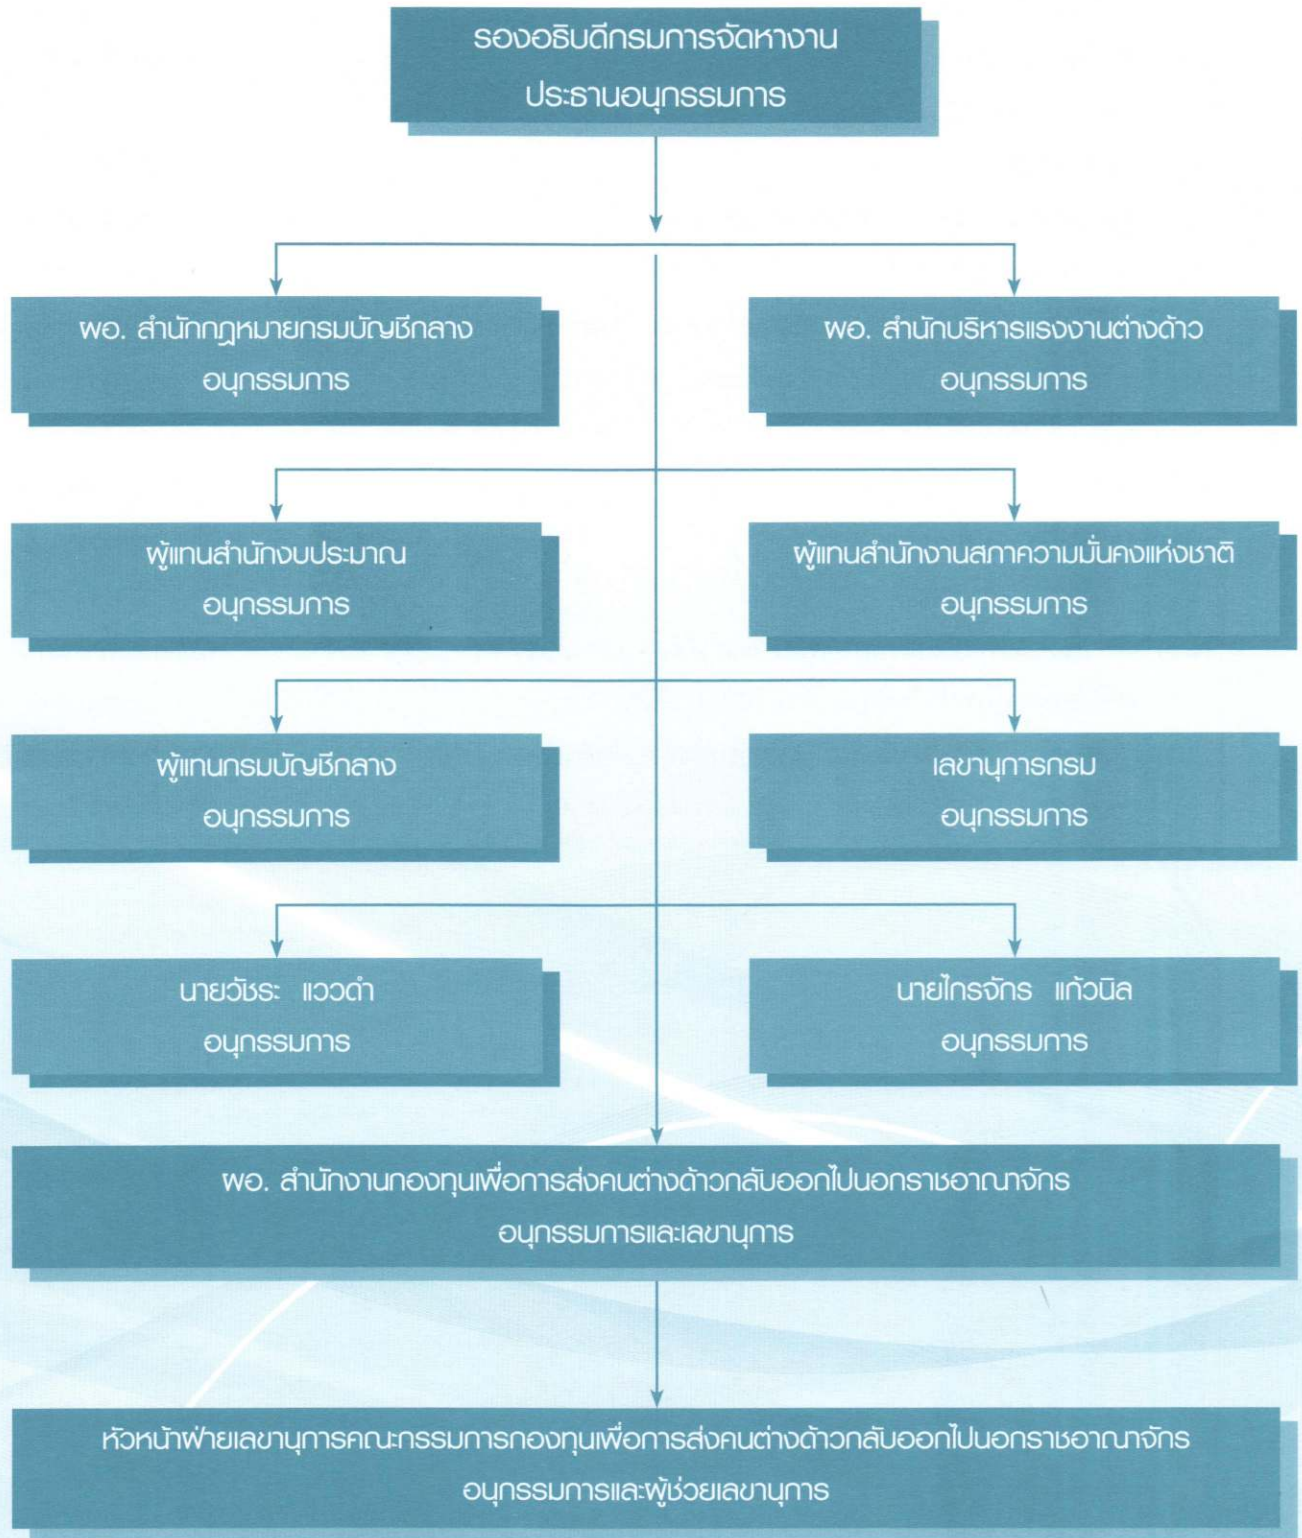 รองอธิบดีกรมการจัดหางาน
ประธานอนุกรรมการ
ผอ. สำนักกฎหมายกรมบัญชีกลาง
อนุกรรมการ
ผอ. สำนักบริหารแรงงานต่างด้าว
อนุกรรมการ
ผู้แทนสำนักงบประมาณ
อนุกรรมการ
ผู้แทนสำนักงานสภาความมั่นคงแห่งชาติ
อนุกรรมการ
ผู้แทนกรมบัญชีกลาง
อนุกรรมการ
เลขานุการกรม
อนุกรรมการ
นายวัชระ แววดำ
อนุกรรมการ
นายไกรจักร แก้วนิล
อนุกรรมการ
ผอ. สำนักงานกองทุนเพื่อการส่งคนต่างด้าวกลับออกไปนอกราชอาณาจักร
อนุกรรมการและเลขานุการ
หัวหน้าฝ่ายเลขานุการคณะกรรมการกองทุนเพื่อการส่งคนต่างด้าวกลับออกไปนอกราชอาณาจักร
อนุกรรมการและผู้ช่วยเลขานุการ